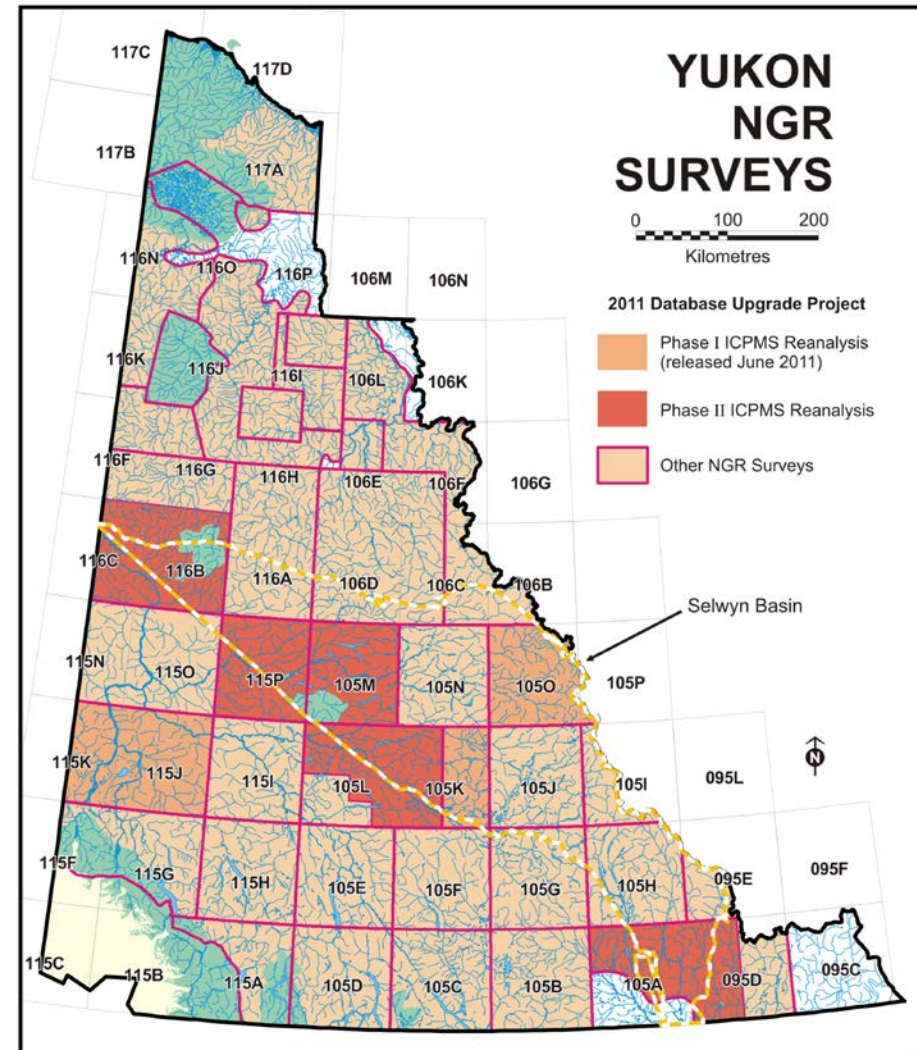 YUKON
NGR
SURVEYS
0 100 200
Kilometres
2011 Database Upgrade Project
Phase I ICPMS Reanalysis
(released June 2011)
Phase II ICPMS Reanalysis
Other NGR Surveys
117C
117D
117B
117A
116N
116O
116P
106M
106N
116K
116J
116I
106L
106K
116F
116G
116H
106E
106F
106G
116C
116B
116A
106D
106C
106B
Selwyn Basin
115N
115O
115P
105M
105N
105O
105P
115K
115J
115I
105L
105K
105J
105I
095L
N
115F
115G
115H
105E
105F
105G
105H
095E
095F
115C
115B
115A
105D
105C
105B
105A
095D
095C